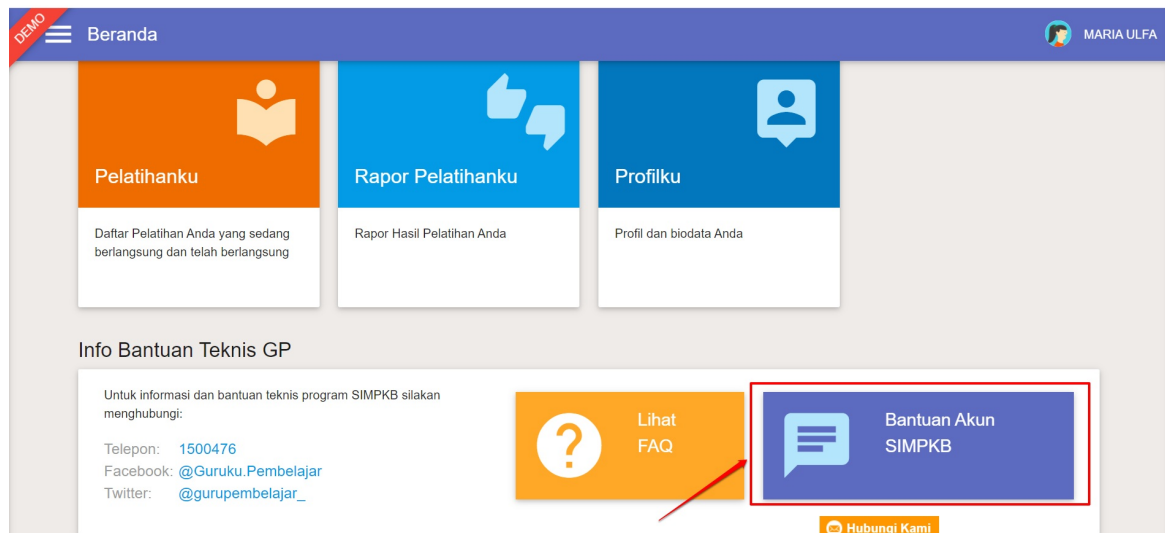 DEMO
Beranda
MARIA ULFA
Pelatihanku
Rapor Pelatihanku
Profilku
Daftar Pelatihan Anda yang sedang
berlangsung dan telah berlangsung
Rapor Hasil Pelatihan Anda
Profil dan biodata Anda
Info Bantuan Teknis GP
Untuk informasi dan bantuan teknis program SIMPKB silakan
menghubungi:
Telepon: 1500476
Facebook: @Guruku.Pembelajar
Twitter: @gurupembelajar_
Lihat
FAQ
Bantuan Akun
SIMPKB
Hubungi Kami